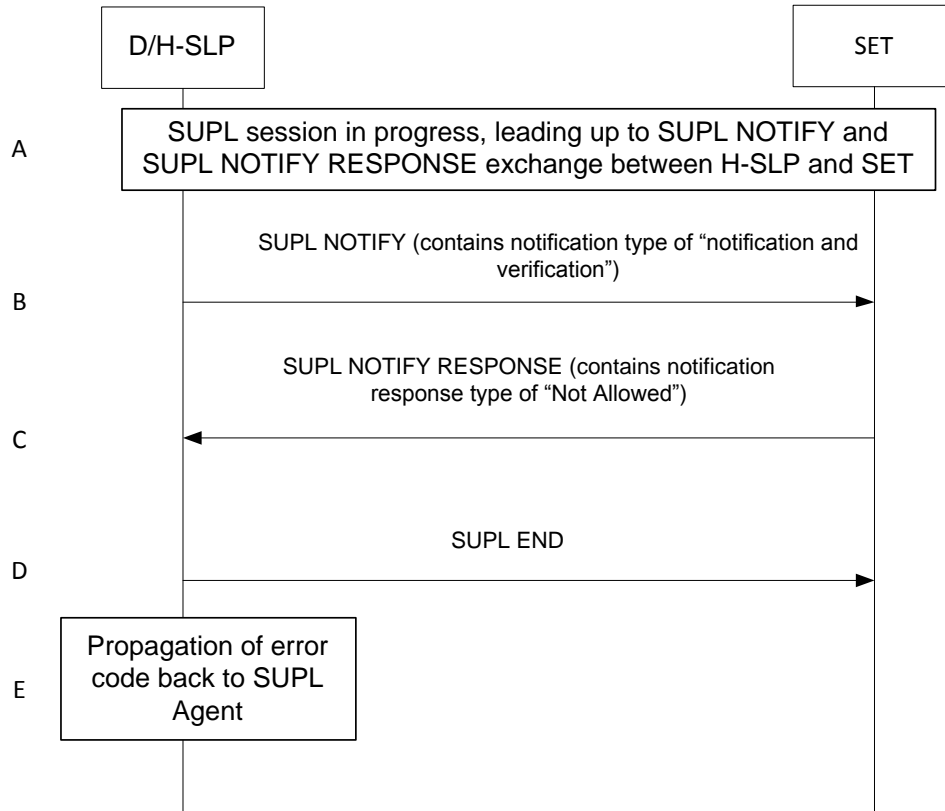 D/H-SLP
SET
A
SUPL session in progress, leading up to SUPL NOTIFY and
SUPL NOTIFY RESPONSE exchange between H-SLP and SET
SUPL NOTIFY (contains notification type of “notification and
verification”)
B
SUPL NOTIFY RESPONSE (contains notification
response type of “Not Allowed”)
C
SUPL END
D
Propagation of error
code back to SUPL
Agent
E